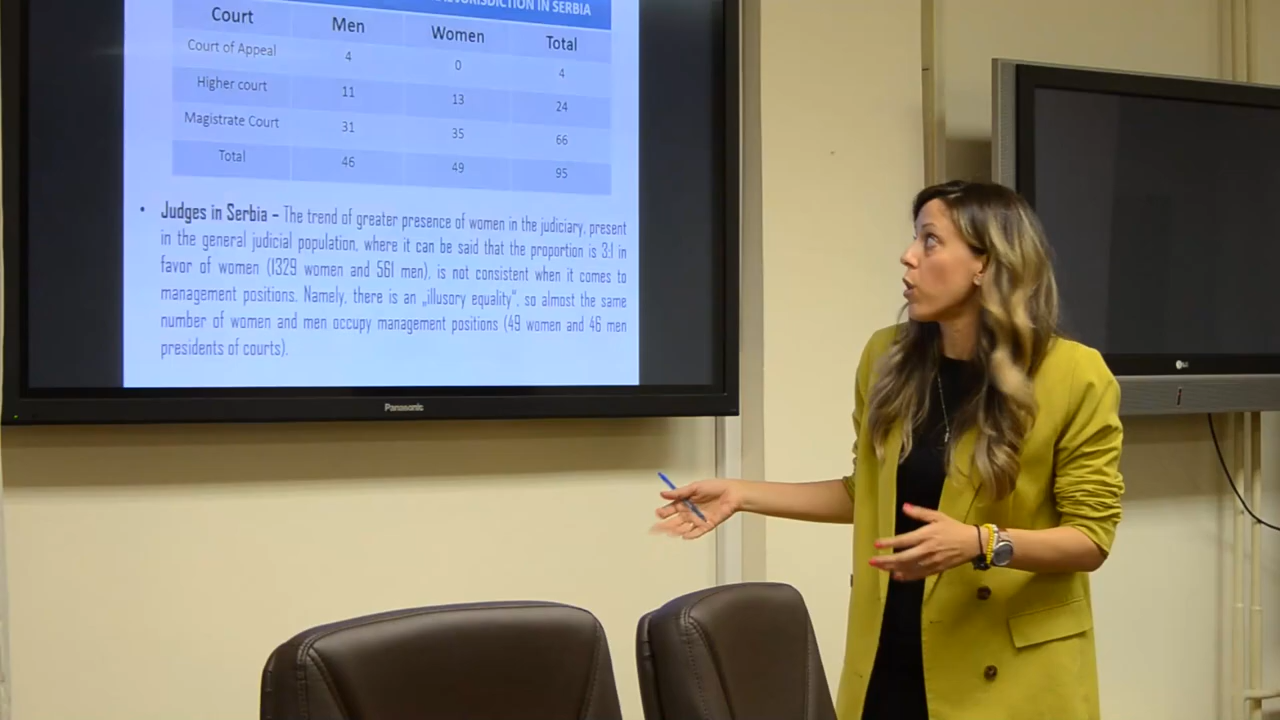 JURISDICTION IN SERBIA
Court Men Women Total
Court of Appeal 4 0 4
Higher court 11 13 24
Magistrate Court 31 35 66
Total 46 49 95
• Judges in Serbia – The trend of greater presence of women in the judiciary, present
in the general judicial population, where it can be said that the proportion is 3:1 in
favor of women (1329 women and 561 men), is not consistent when it comes to
management positions. Namely, there is an „illusory equality“, so almost the same
number of women and men occupy management positions (49 women and 46 men
presidents of courts).
Panasonic
LG